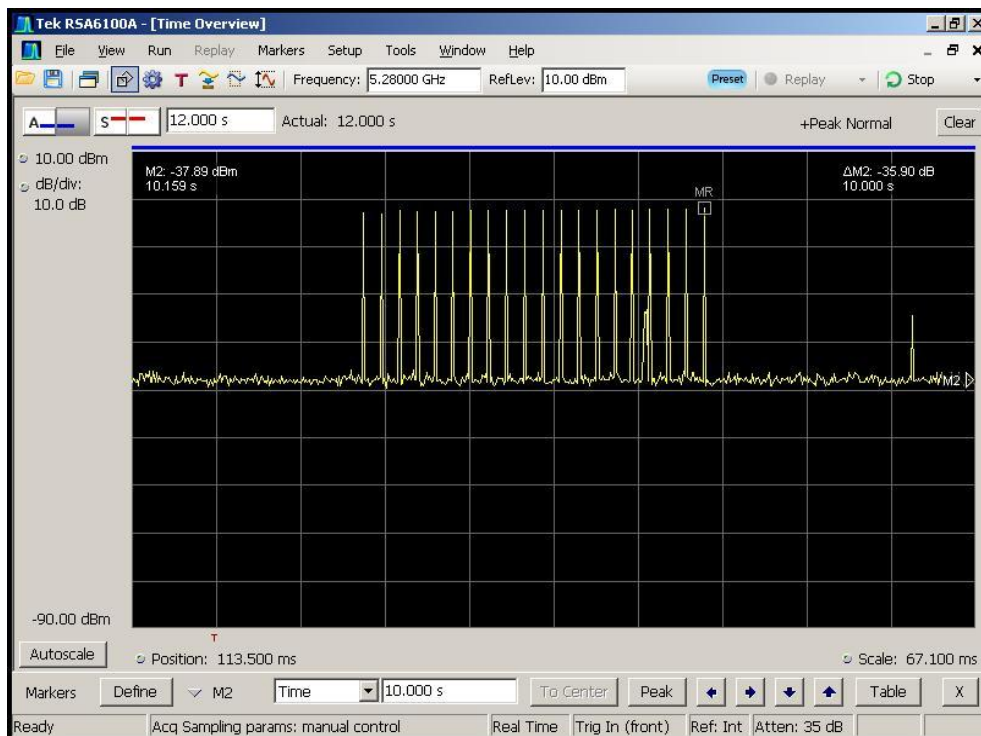 Tek RSA6100A - [Time Overview]
File View Run Replay Markers Setup Tools Window Help
T Frequency: 5.28000 GHz RefLev: 10.00 dBm Preset Replay Stop
A S 12.000 s Actual: 12.000 s +Peak Normal Clear
10.00 dBm
dB/div:
10.0 dB
M2: -37.89 dBm
10.159 s
ΔM2: -35.90 dB
10.000 s
MR
M2
-90.00 dBm
T
Autoscale Position: 113.500 ms Scale: 67.100 ms
Markers Define M2 Time 10.000 s To Center Peak Table X
Ready Acq Sampling params: manual control Real Time Trig In (front) Ref: Int Atten: 35 dB